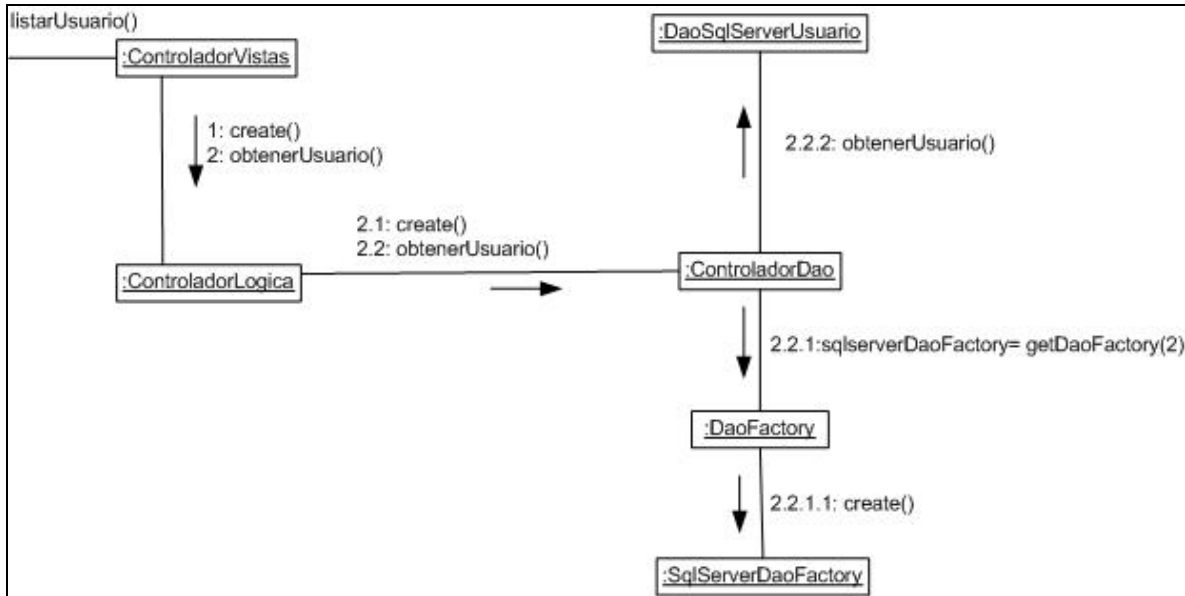 listarUsuario()
:ControladorVistas
:DaoSqlServerUsuario
1: create()
2: obtenerUsuario()
2.2.2: obtenerUsuario()
2.1: create()
2.2: obtenerUsuario()
:ControladorLogica
:ControladorDao
2.2.1:sqlserverDaoFactory= getDaoFactory(2)
:DaoFactory
2.2.1.1: create()
:SqlServerDaoFactory